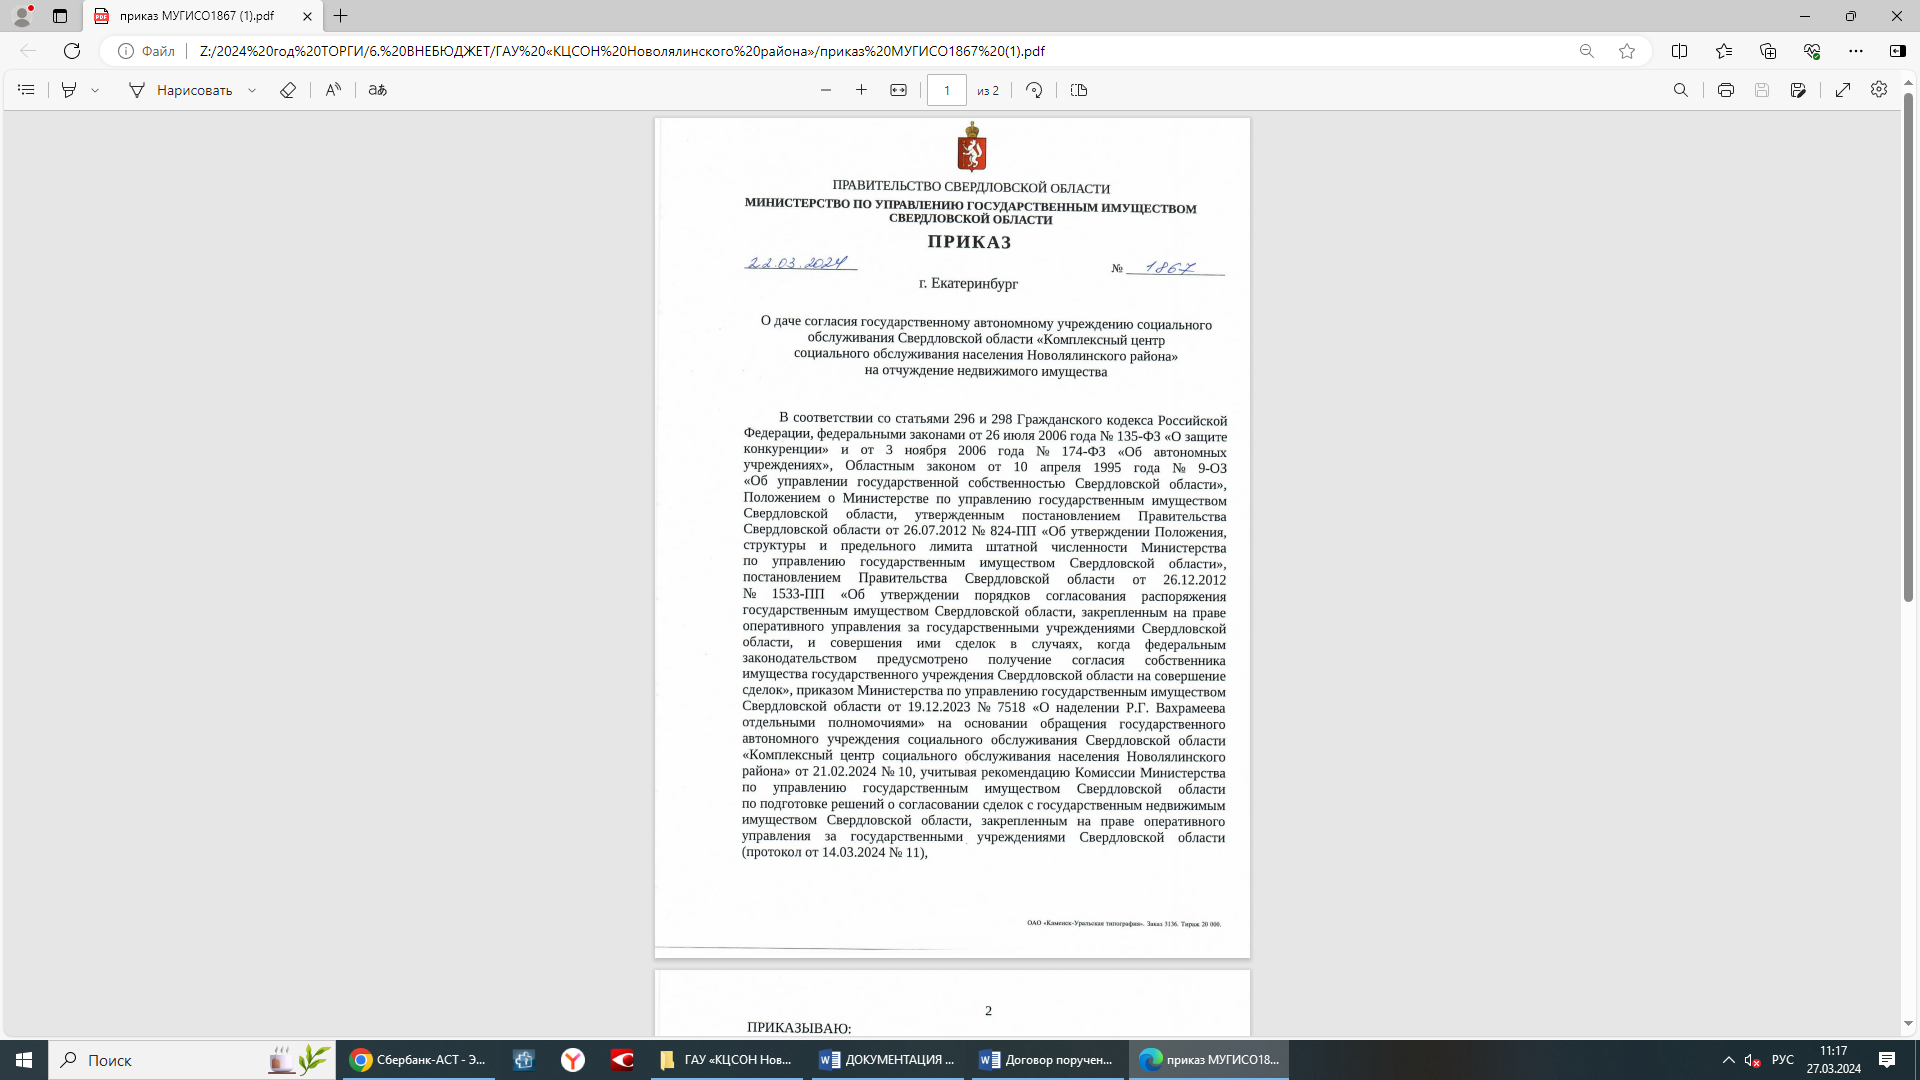 приказ МУГИСО1867 (1).pdf
Файл
Z:/2024%20год%20ТОРГИ/6.%20ВНЕБЮДЖЕТ/ГАУ%20«КЦСОН%20Новолялинского%20района»/приказ%20МУГИСО1867%20(1).pdf
Нарисовать
1
из 2
ПРАВИТЕЛЬСТВО СВЕРДЛОВСКОЙ ОБЛАСТИ
МИНИСТЕРСТВО ПО УПРАВЛЕНИЮ ГОСУДАРСТВЕННЫМ ИМУЩЕСТВОМ
СВЕРДЛОВСКОЙ ОБЛАСТИ
ПРИКАЗ
22.03.2024
№ 1867
г. Екатеринбург
О даче согласия государственному автономному учреждению социального
обслуживания Свердловской области «Комплексный центр
социального обслуживания населения Новолялинского района»
на отчуждение недвижимого имущества
В соответствии со статьями 296 и 298 Гражданского кодекса Российской
Федерации, федеральными законами от 26 июля 2006 года № 135-ФЗ «О защите
конкуренции» и от 3 ноября 2006 года № 174-ФЗ «Об автономных
учреждениях», Областным законом от 10 апреля 1995 года № 9-ОЗ
«Об управлении государственной собственностью Свердловской области»,
Положением о Министерстве по управлению государственным имуществом
Свердловской области, утвержденным постановлением Правительства
Свердловской области от 26.07.2012 № 824-ПП «Об утверждении Положения,
структуры и предельного лимита штатной численности Министерства
по управлению государственным имуществом Свердловской области»,
постановлением Правительства Свердловской области от 26.12.2012
№ 1533-ПП «Об утверждении порядков согласования распоряжения
государственным имуществом Свердловской области, закрепленным на праве
оперативного управления за государственными учреждениями Свердловской
области, и совершения ими сделок в случаях, когда федеральным
законодательством предусмотрено получение согласия собственника
имущества государственного учреждения Свердловской области на совершение
сделок», приказом Министерства по управлению государственным имуществом
Свердловской области от 19.12.2023 № 7518 «О наделении Р.Г. Вахрамеева
отдельными полномочиями» на основании обращения государственного
автономного учреждения социального обслуживания Свердловской области
«Комплексный центр социального обслуживания населения Новолялинского
района» от 21.02.2024 № 10, учитывая рекомендацию Комиссии Министерства
по управлению государственным имуществом Свердловской области
по подготовке решений о согласовании сделок с государственным недвижимым
имуществом Свердловской области, закрепленным на праве оперативного
управления за государственными учреждениями Свердловской области
(протокол от 14.03.2024 № 11),
ОАО «Каменск-Уральская типография». Заказ 3136. Тираж 20 000.
2
ПРИКАЗЫВАЮ:
Поиск
Сбербанк-АСТ - Э...
ГАУ «КЦСОН Нов...
ДОКУМЕНТАЦИЯ ...
Договор поручен...
приказ МУГИСО18...
РУС
11:17
27.03.2024